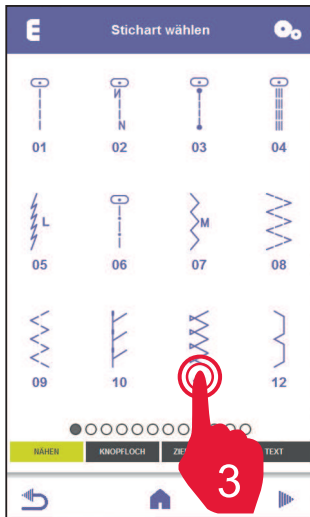 E Stichart wählen
01 02 03 04
L M
05 06 07 08
09 10 12
NÄHEN KNOPFLOCH ZIE TEXT
3